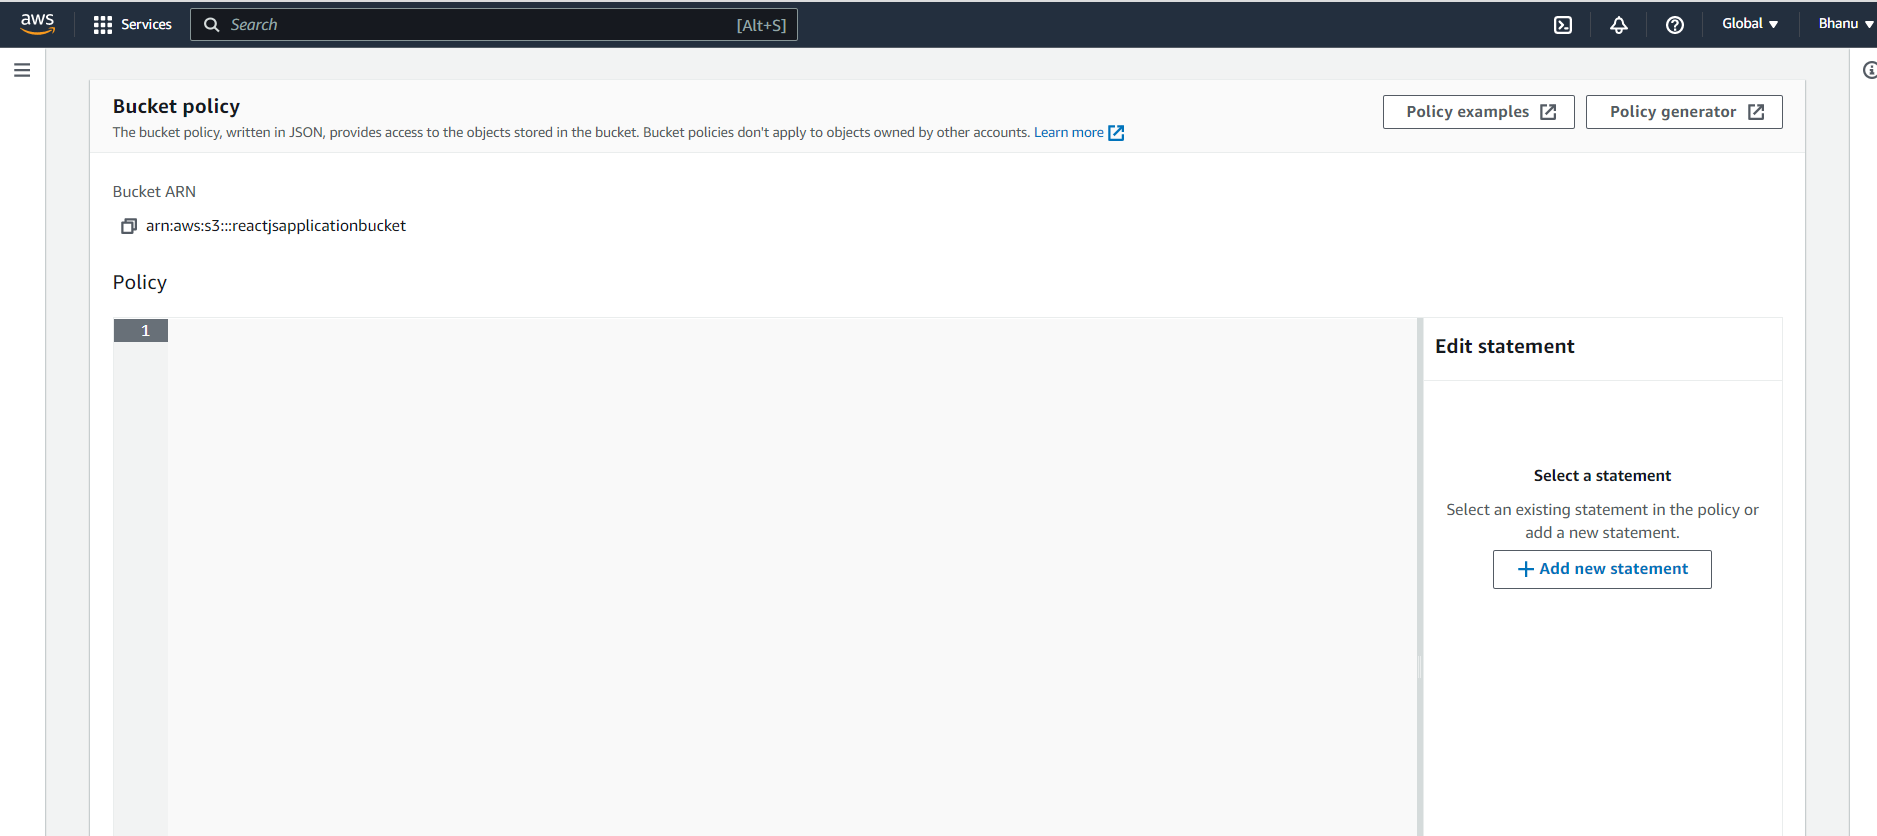 aws Services Search [Alt+S] Global Bhanu
Bucket policy
The bucket policy, written in JSON, provides access to the objects stored in the bucket. Bucket policies don't apply to objects owned by other accounts. Learn more
Policy examples Policy generator
Bucket ARN
arn:aws:s3:::reactjsapplicationbucket
Policy
1
Edit statement
Select a statement
Select an existing statement in the policy or
add a new statement.
Add new statement